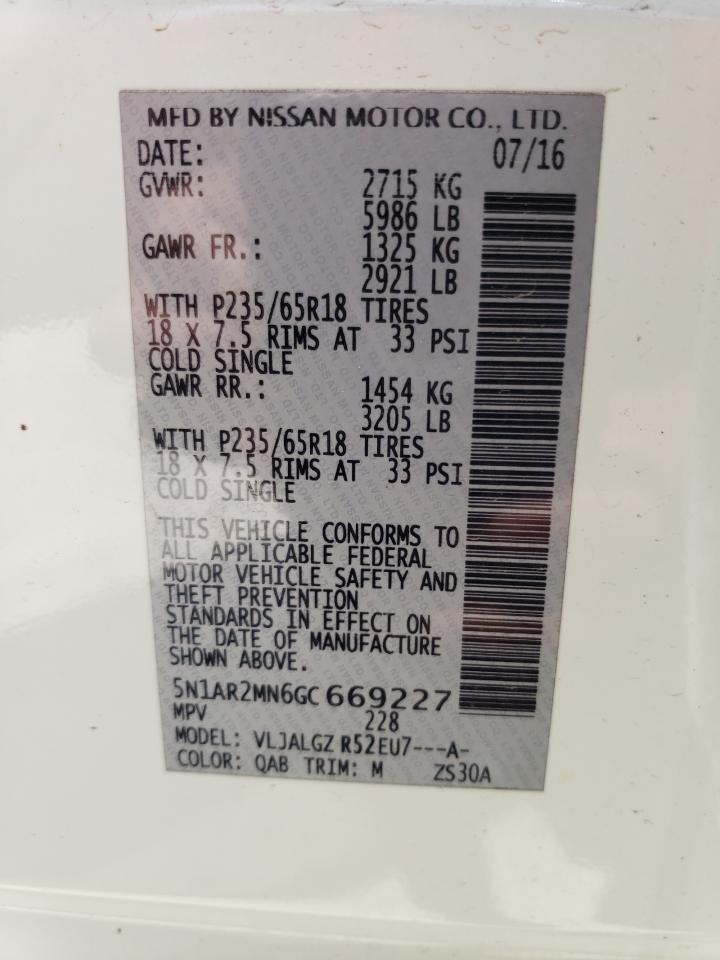 MFD BY NISSAN MOTOR CO., LTD.
DATE: 07/16
GVWR: 2715 KG
5986 LB
GAWR FR.: 1325 KG
2921 LB
WITH P235/65R18 TIRES
18 X 7.5 RIMS AT 33 PSI
COLD SINGLE
GAWR RR.: 1454 KG
3205 LB
WITH P235/65R18 TIRES
18 X 7.5 RIMS AT 33 PSI
COLD SINGLE
THIS VEHICLE CONFORMS TO
ALL APPLICABLE FEDERAL
MOTOR VEHICLE SAFETY AND
THEFT PREVENTION
STANDARDS IN EFFECT ON
THE DATE OF MANUFACTURE
SHOWN ABOVE.
5N1AR2MN6GC 669227
MPV 228
MODEL: VLJALGZ R52EU7---A-
COLOR: QAB TRIM: M ZS30A